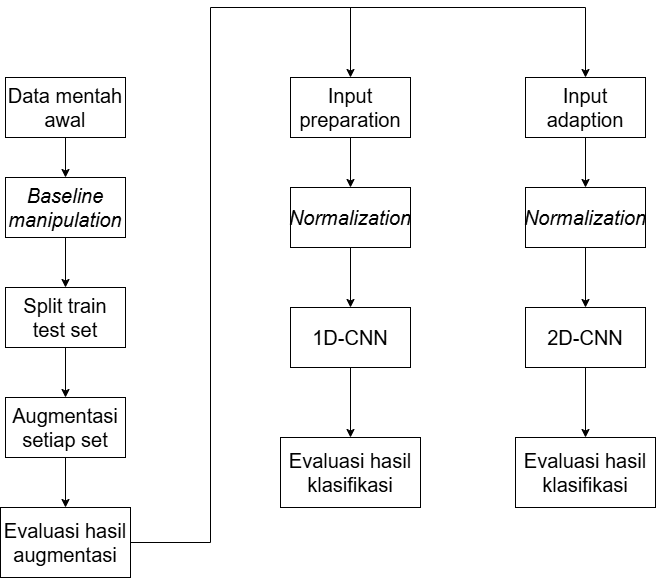 Data mentah
awal
Baseline
manipulation
Split train
test set
Augmentasi
setiap set
Evaluasi hasil
augmentasi
Input
preparation
Normalization
1D-CNN
Evaluasi hasil
klasifikasi
Input
adaption
Normalization
2D-CNN
Evaluasi hasil
klasifikasi